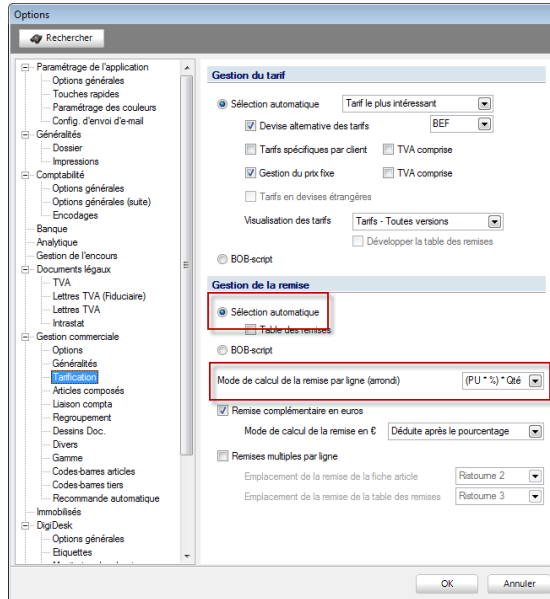 Options
Rechercher
Paramétrage de l'application
Options générales
Touches rapides
Paramétrage des couleurs
Config. d'envoi d'e-mail
Généralités
Dossier
Impressions
Comptabilité
Options générales
Options générales (suite)
Encodages
Banque
Analytique
Gestion de l'encours
Documents légaux
TVA
Lettres TVA (Fiduciaire)
Lettres TVA
Intrastat
Gestion commerciale
Options
Généralités
Tarification
Articles composés
Liaison compta
Regroupement
Dessins Doc.
Divers
Gamme
Codes-barres articles
Codes-barres tiers
Recommande automatique
Immobilisés
DigiDesk
Options générales
Etiquettes
Gestion du tarif
Sélection automatique Tarif le plus intéressant
Devise alternative des tarifs BEF
Tarifs spécifiques par client TVA comprise
Gestion du prix fixe TVA comprise
Tarifs en devises étrangères
Visualisation des tarifs Tarifs - Toutes versions
Développer la table des remises
BOB-script
Gestion de la remise
Sélection automatique
Table des remises
BOB-script
Mode de calcul de la remise par ligne (arrondi) (PU * %) * Qté
Remise complémentaire en euros
Mode de calcul de la remise en € Déduite après le pourcentage
Remises multiples par ligne
Emplacement de la remise de la fiche article Ristourne 2
Emplacement de la remise de la table des remises Ristourne 3
OK Annuler